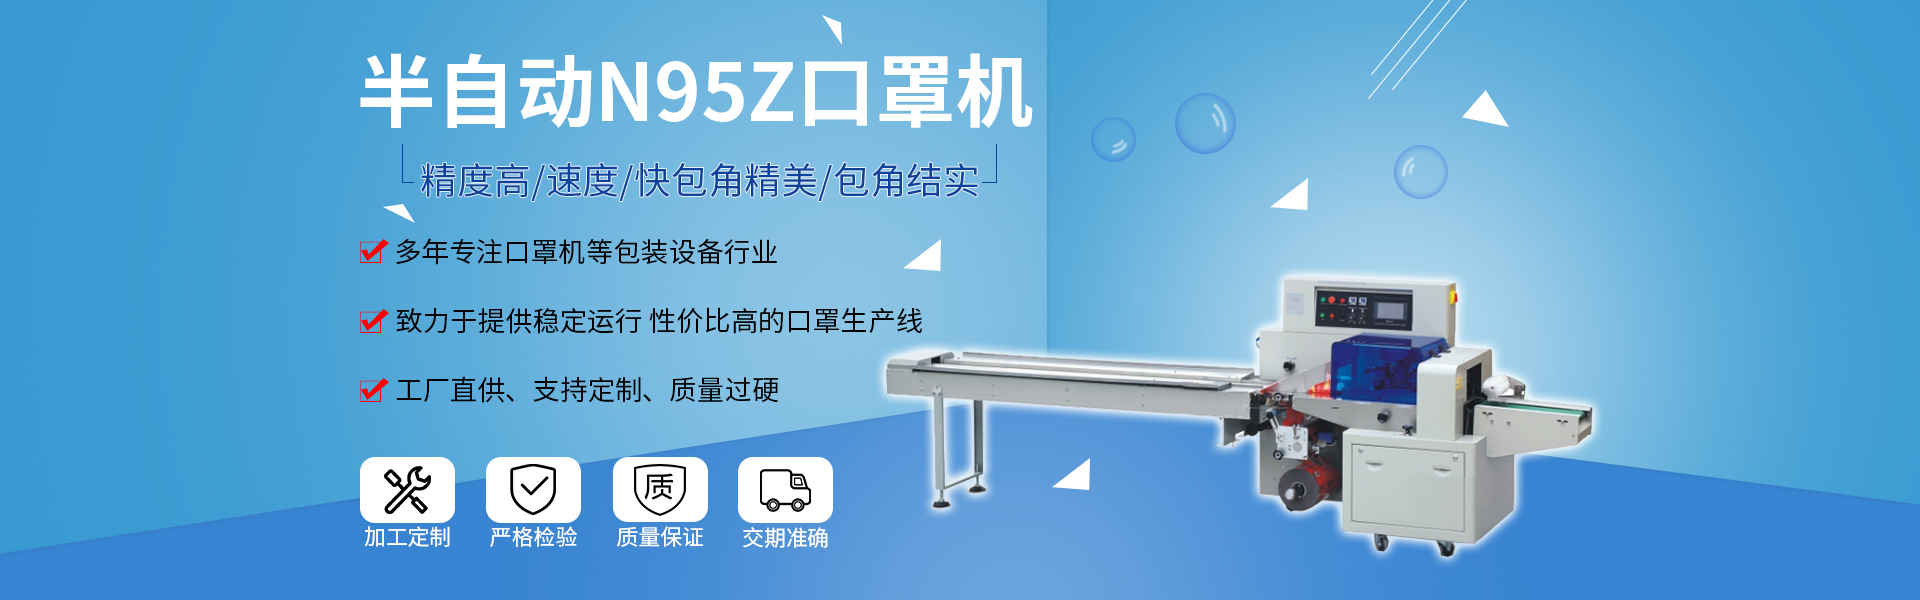 半自动N95Z口罩机
精度高/速度/快包角精美/包角结实
多年专注口罩机等包装设备行业
致力于提供稳定运行 性价比高的口罩生产线
工厂直供、支持定制、质量过硬
质
加工定制 严格检验 质量保证 交期准确